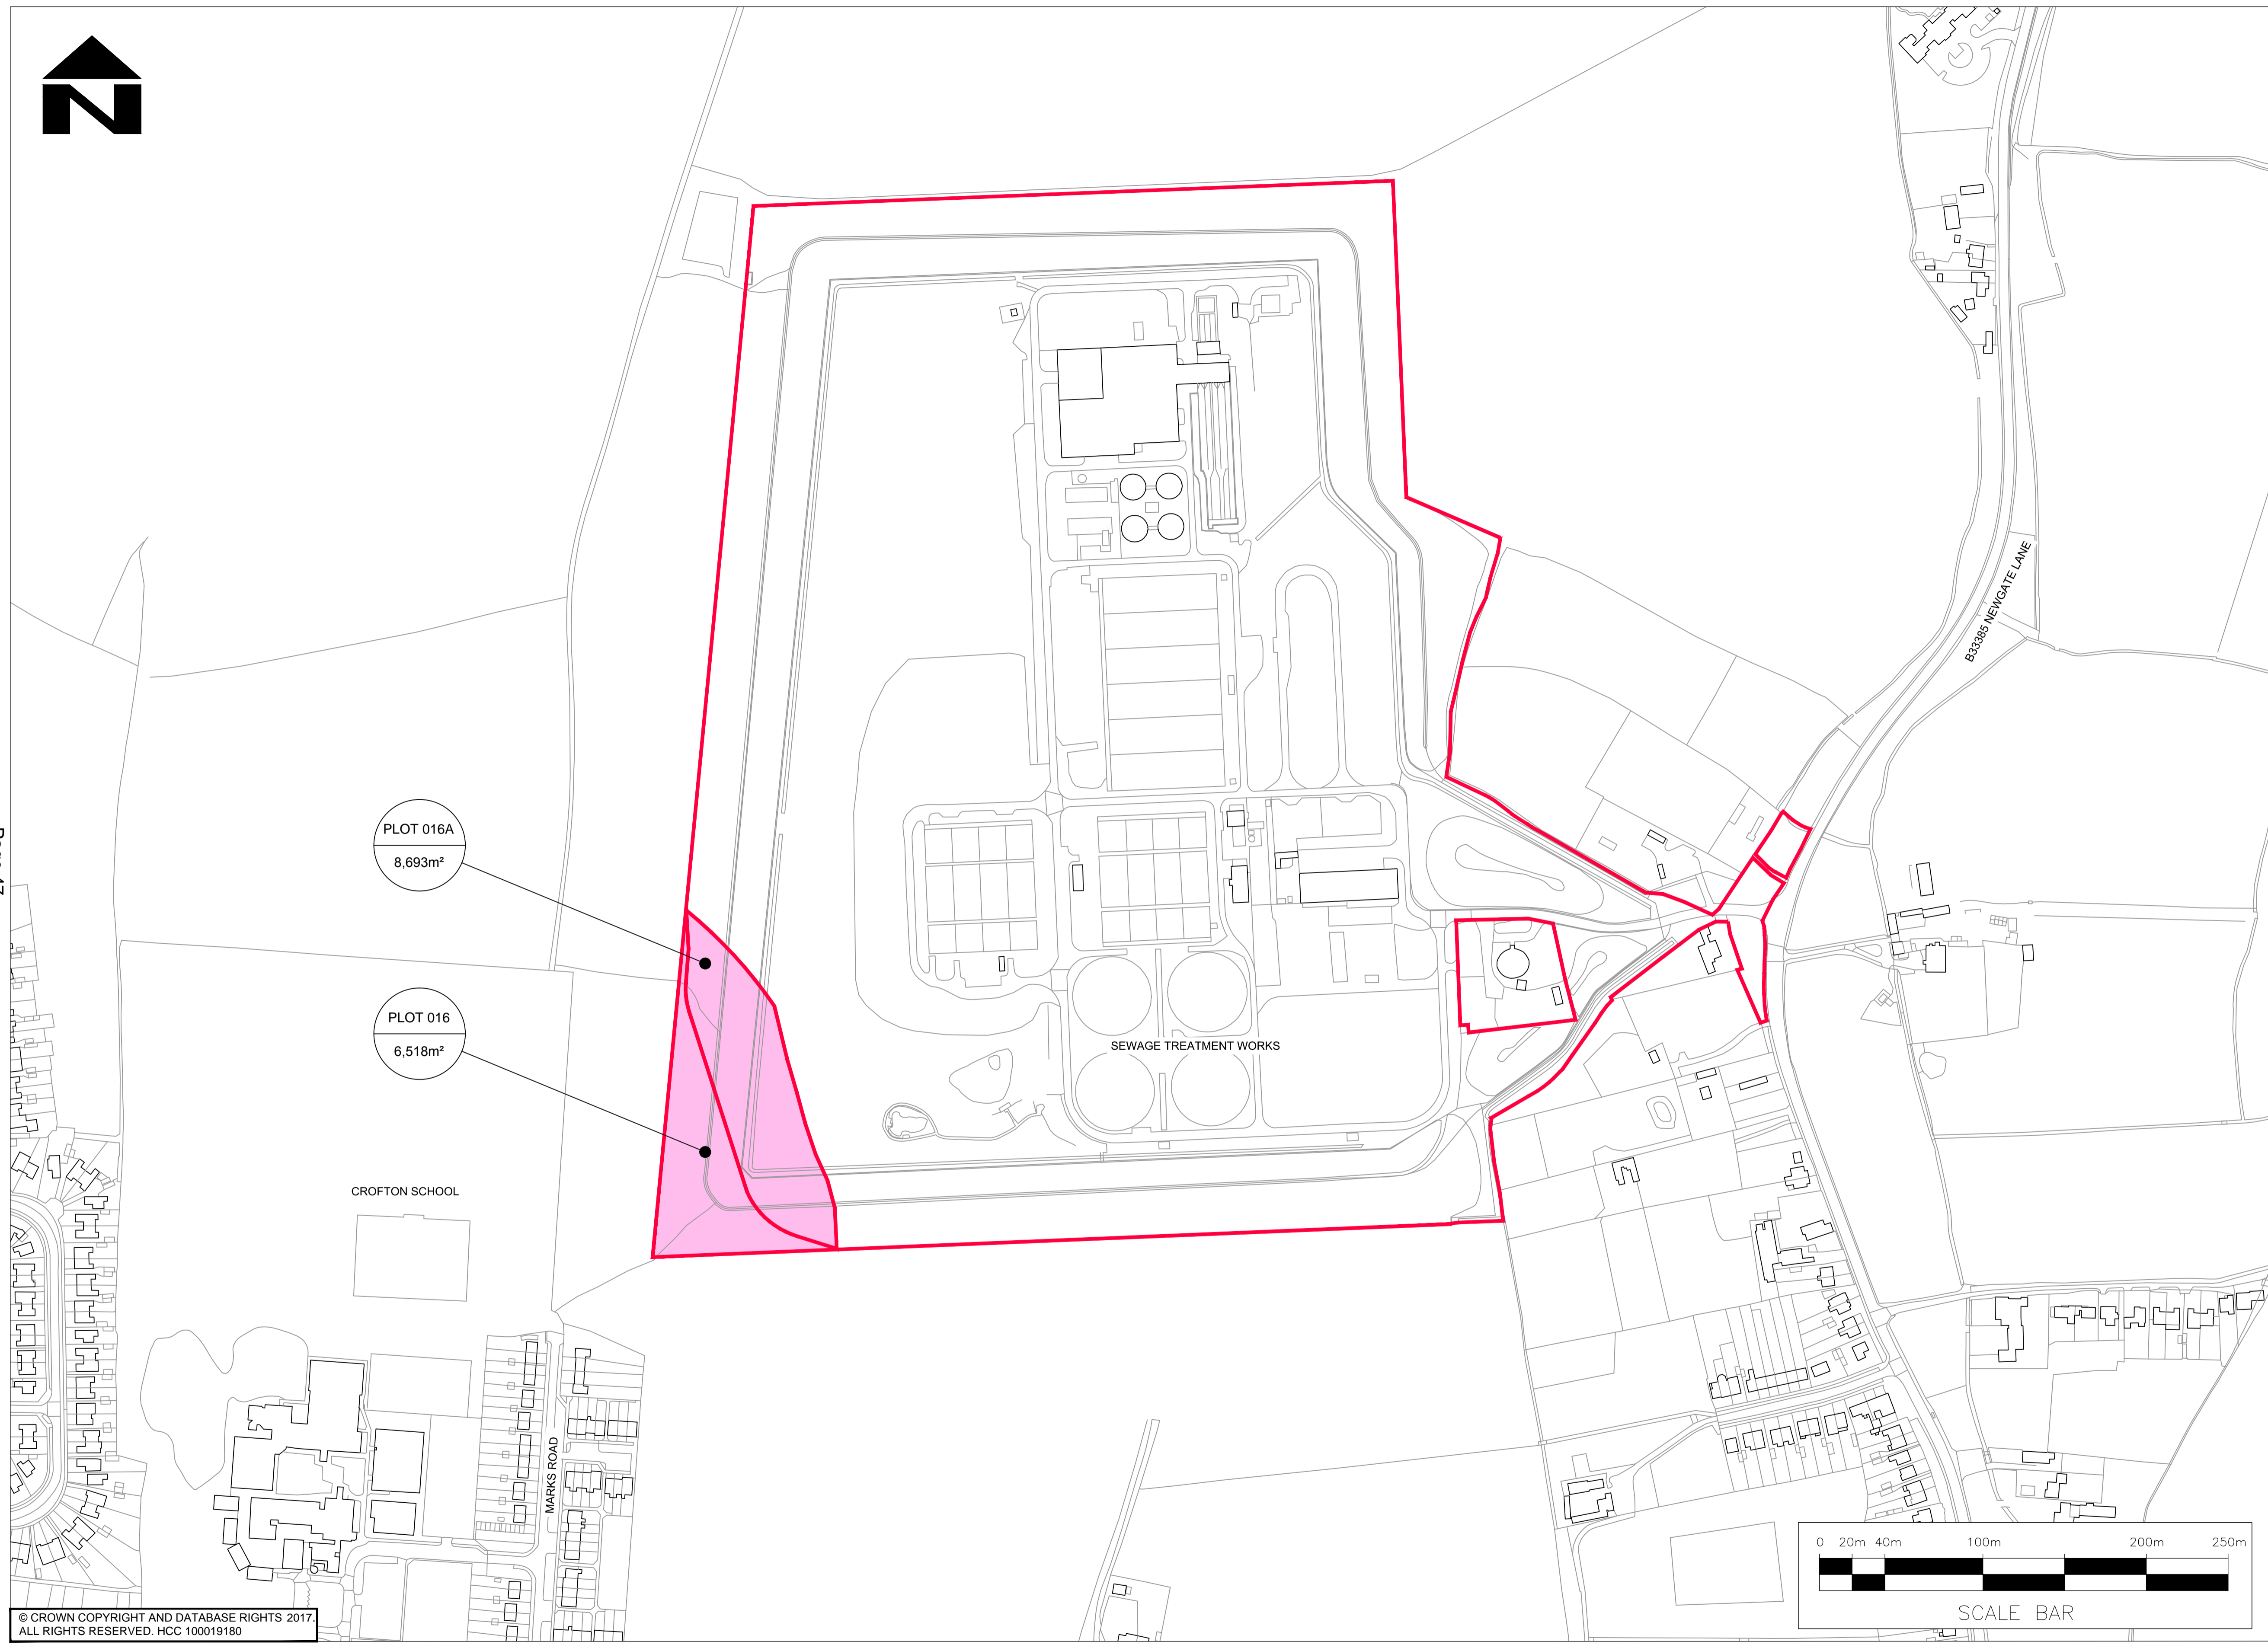 N
B33385 NEWGATE LANE
PLOT 016A
8,693m²
PLOT 016
6,518m²
SEWAGE TREATMENT WORKS
CROFTON SCHOOL
MARKS ROAD
0 20m 40m 100m 200m 250m
SCALE BAR
© CROWN COPYRIGHT AND DATABASE RIGHTS 2017.
ALL RIGHTS RESERVED. HCC 100019180